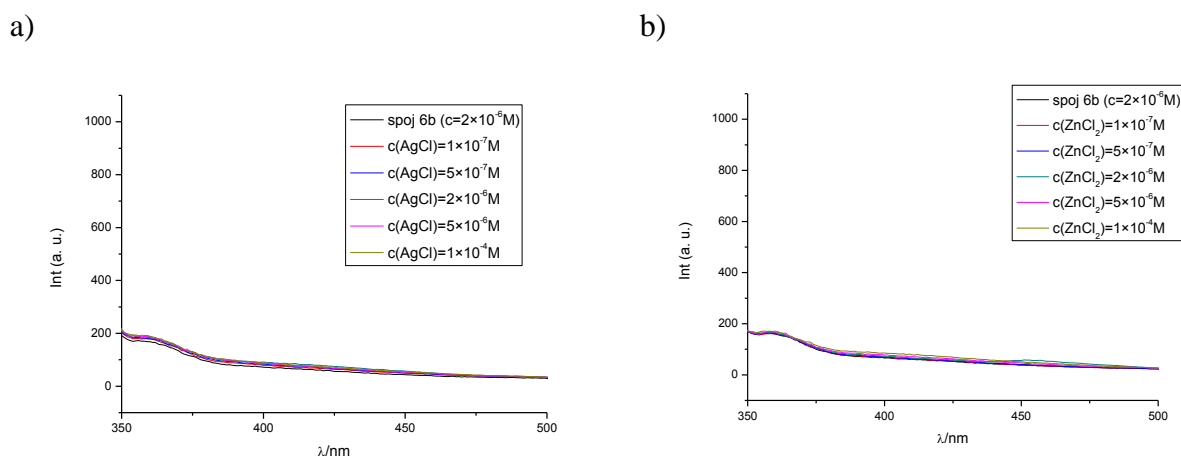 a)
b)
1000
800
600
400
200
0
Int (a. u.)
350
400
450
500
λ/nm
spoj 6b (c=2×10⁻⁶M)
c(AgCl)=1×10⁻⁷M
c(AgCl)=5×10⁻⁷M
c(AgCl)=2×10⁻⁶M
c(AgCl)=5×10⁻⁶M
c(AgCl)=1×10⁻⁴M
1000
800
600
400
200
0
Int (a. u.)
350
400
450
500
λ/nm
spoj 6b (c=2×10⁻⁶M)
c(ZnCl₂)=1×10⁻⁷M
c(ZnCl₂)=5×10⁻⁷M
c(ZnCl₂)=2×10⁻⁶M
c(ZnCl₂)=5×10⁻⁶M
c(ZnCl₂)=1×10⁻⁴M